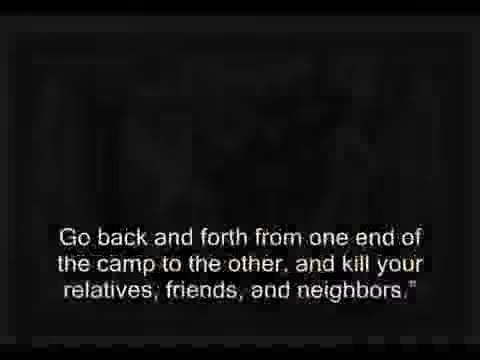 Go back and forth from one end of
the camp to the other, and kill your
relatives, friends, and neighbors."